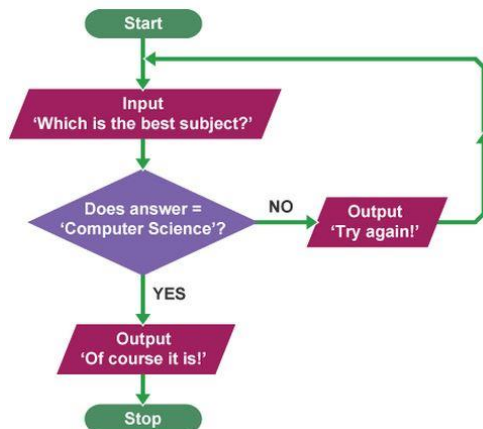 Start
Input
‘Which is the best subject?’
Does answer =
‘Computer Science’?
NO
Output
‘Try again!’
YES
Output
‘Of course it is!’
Stop